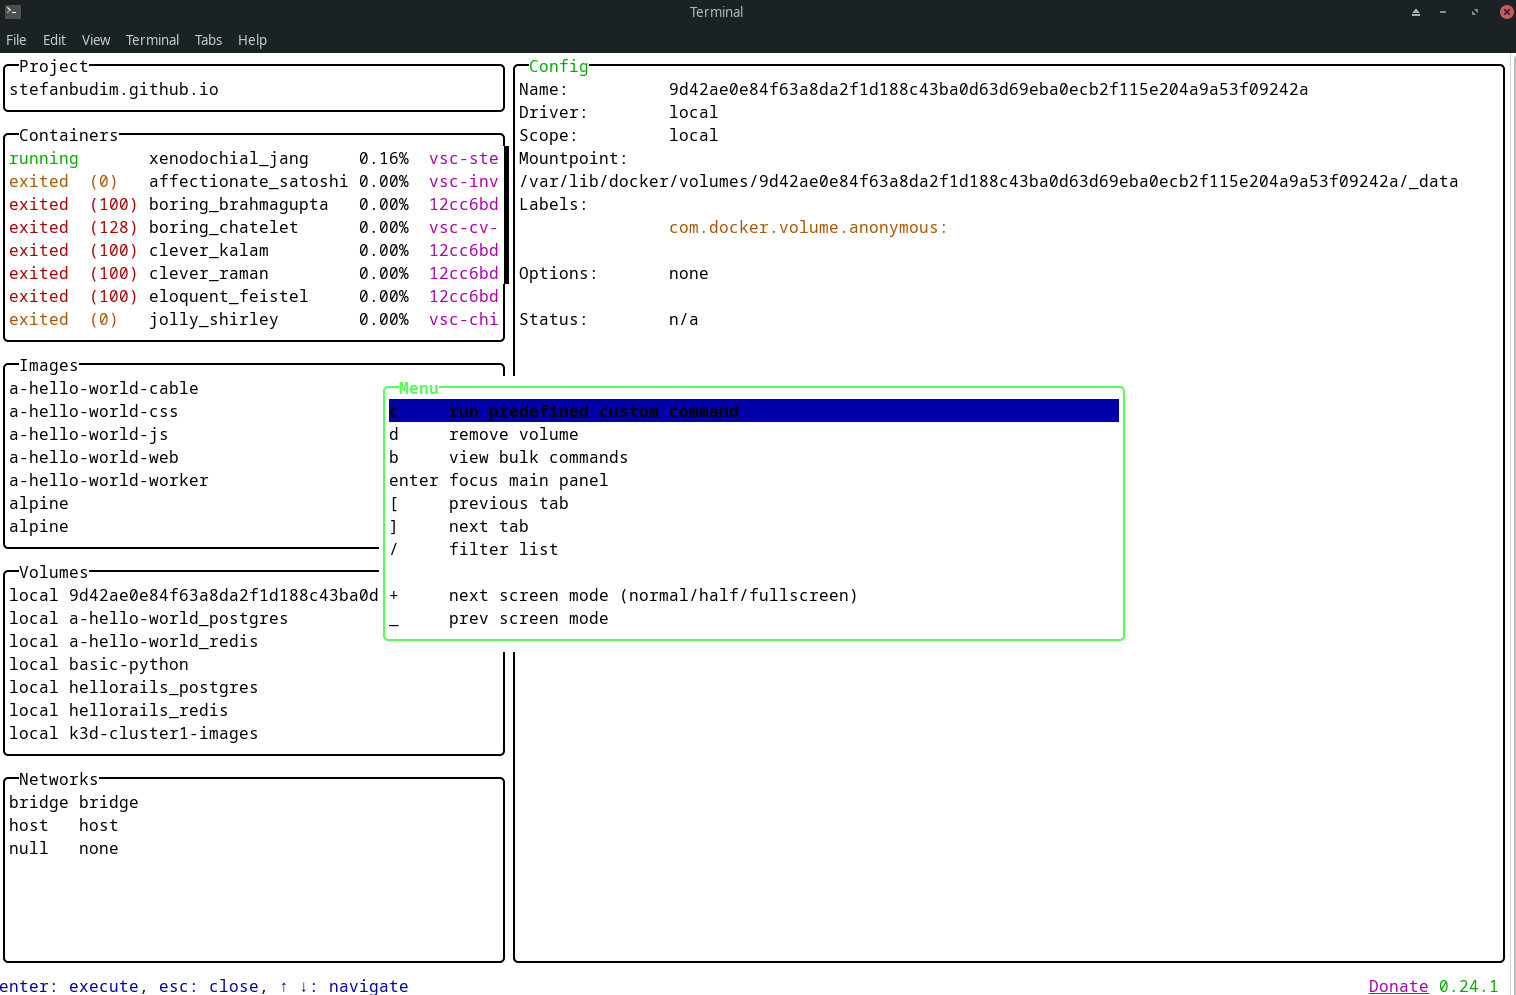 Terminal
File Edit View Terminal Tabs Help
Project
stefanbudim.github.io
Containers
running xenodochial_jang 0.16% vsc-ste
exited (0) affectionate_satoshi 0.00% vsc-inv
exited (100) boring_brahmagupta 0.00% 12cc6bd
exited (128) boring_chatelet 0.00% vsc-cv-
exited (100) clever_kalam 0.00% 12cc6bd
exited (100) clever_raman 0.00% 12cc6bd
exited (100) eloquent_feistel 0.00% 12cc6bd
exited (0) jolly_shirley 0.00% vsc-chi
Images
a-hello-world-cable
a-hello-world-css
a-hello-world-js
a-hello-world-web
a-hello-world-worker
alpine
alpine
Volumes
local 9d42ae0e84f63a8da2f1d188c43ba0d
local a-hello-world_postgres
local a-hello-world_redis
local basic-python
local hellorails_postgres
local hellorails_redis
local k3d-cluster1-images
Networks
bridge bridge
host host
null none
Config
Name: 9d42ae0e84f63a8da2f1d188c43ba0d63d69eba0ecb2f115e204a9a53f09242a
Driver: local
Scope: local
Mountpoint:
/var/lib/docker/volumes/9d42ae0e84f63a8da2f1d188c43ba0d63d69eba0ecb2f115e204a9a53f09242a/_data
Labels:
com.docker.volume.anonymous:
Options: none
Status: n/a
Menu
c run predefined custom command
d remove volume
b view bulk commands
enter focus main panel
[ previous tab
] next tab
/ filter list
+ next screen mode (normal/half/fullscreen)
_ prev screen mode
enter: execute, esc: close, ↑ ↓: navigate
Donate 0.24.1